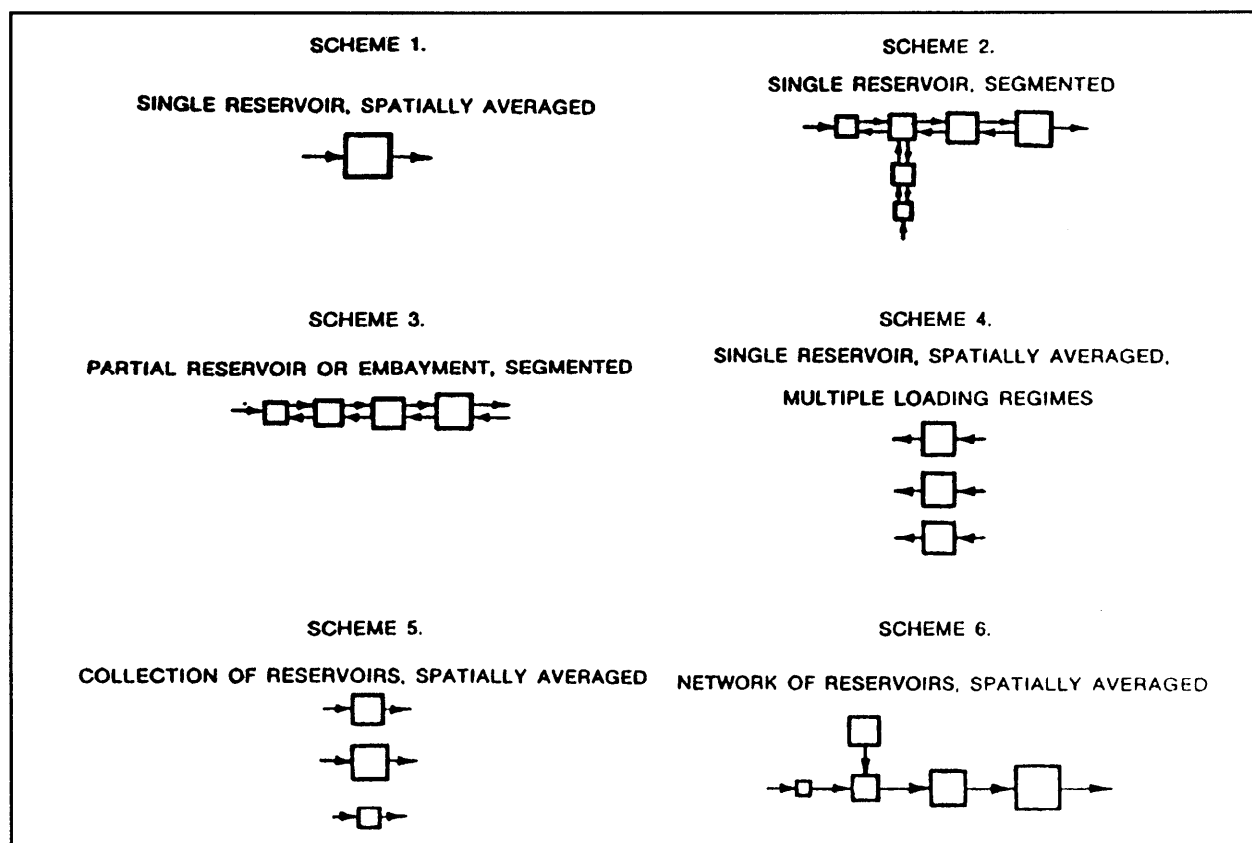 SCHEME 1.
SINGLE RESERVOIR, SPATIALLY AVERAGED
SCHEME 2.
SINGLE RESERVOIR, SEGMENTED
SCHEME 3.
PARTIAL RESERVOIR OR EMBAYMENT, SEGMENTED
SCHEME 4.
SINGLE RESERVOIR, SPATIALLY AVERAGED,
MULTIPLE LOADING REGIMES
SCHEME 5.
COLLECTION OF RESERVOIRS, SPATIALLY AVERAGED
SCHEME 6.
NETWORK OF RESERVOIRS, SPATIALLY AVERAGED